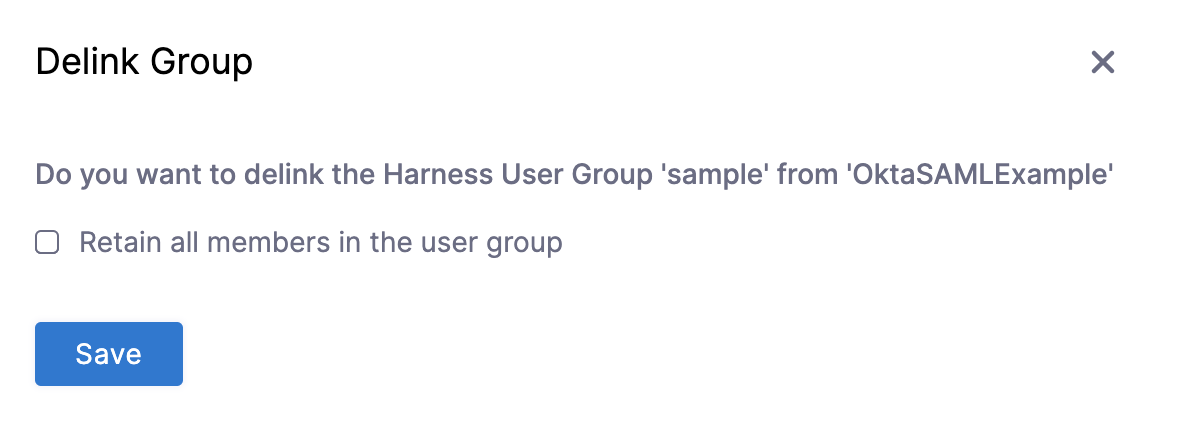 Delink Group
Do you want to delink the Harness User Group 'sample' from 'OktaSAMLExample'
Retain all members in the user group
Save